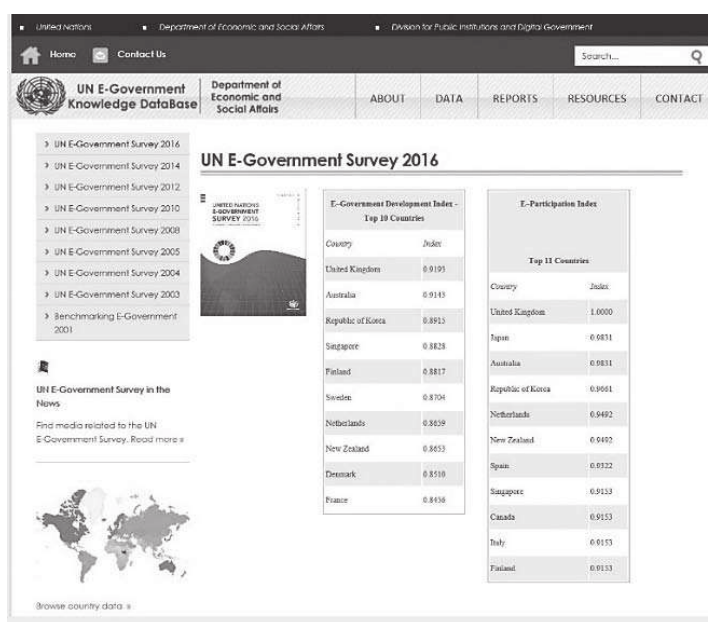 United Nations
Department of Economic and Social Affairs
Division for Public Institutions and Digital Government
Home
Contact Us
Search...
UN E-Government
Knowledge DataBase
Department of
Economic and
Social Affairs
ABOUT
DATA
REPORTS
RESOURCES
CONTACT
UN E-Government Survey 2016
UN E-Government Survey 2014
UN E-Government Survey 2012
UN E-Government Survey 2010
UN E-Government Survey 2008
UN E-Government Survey 2005
UN E-Government Survey 2004
UN E-Government Survey 2003
Benchmarking E-Government
2001
UN E-Government Survey in the
News
Find media related to the UN
E-Government Survey. Read more »
Browse country data »
UN E-Government Survey 2016
UNITED NATIONS
E-GOVERNMENT
SURVEY 2016
E-Government Development Index -
Top 10 Countries
Country Index
United Kingdom 0.9193
Australia 0.9143
Republic of Korea 0.8915
Singapore 0.8828
Finland 0.8817
Sweden 0.8704
Netherlands 0.8659
New Zealand 0.8653
Denmark 0.8510
France 0.8456
E-Participation Index
Top 11 Countries
Country Index
United Kingdom 1.0000
Japan 0.9831
Australia 0.9831
Republic of Korea 0.9661
Netherlands 0.9492
New Zealand 0.9492
Spain 0.9322
Singapore 0.9153
Canada 0.9153
Italy 0.9153
Finland 0.9153